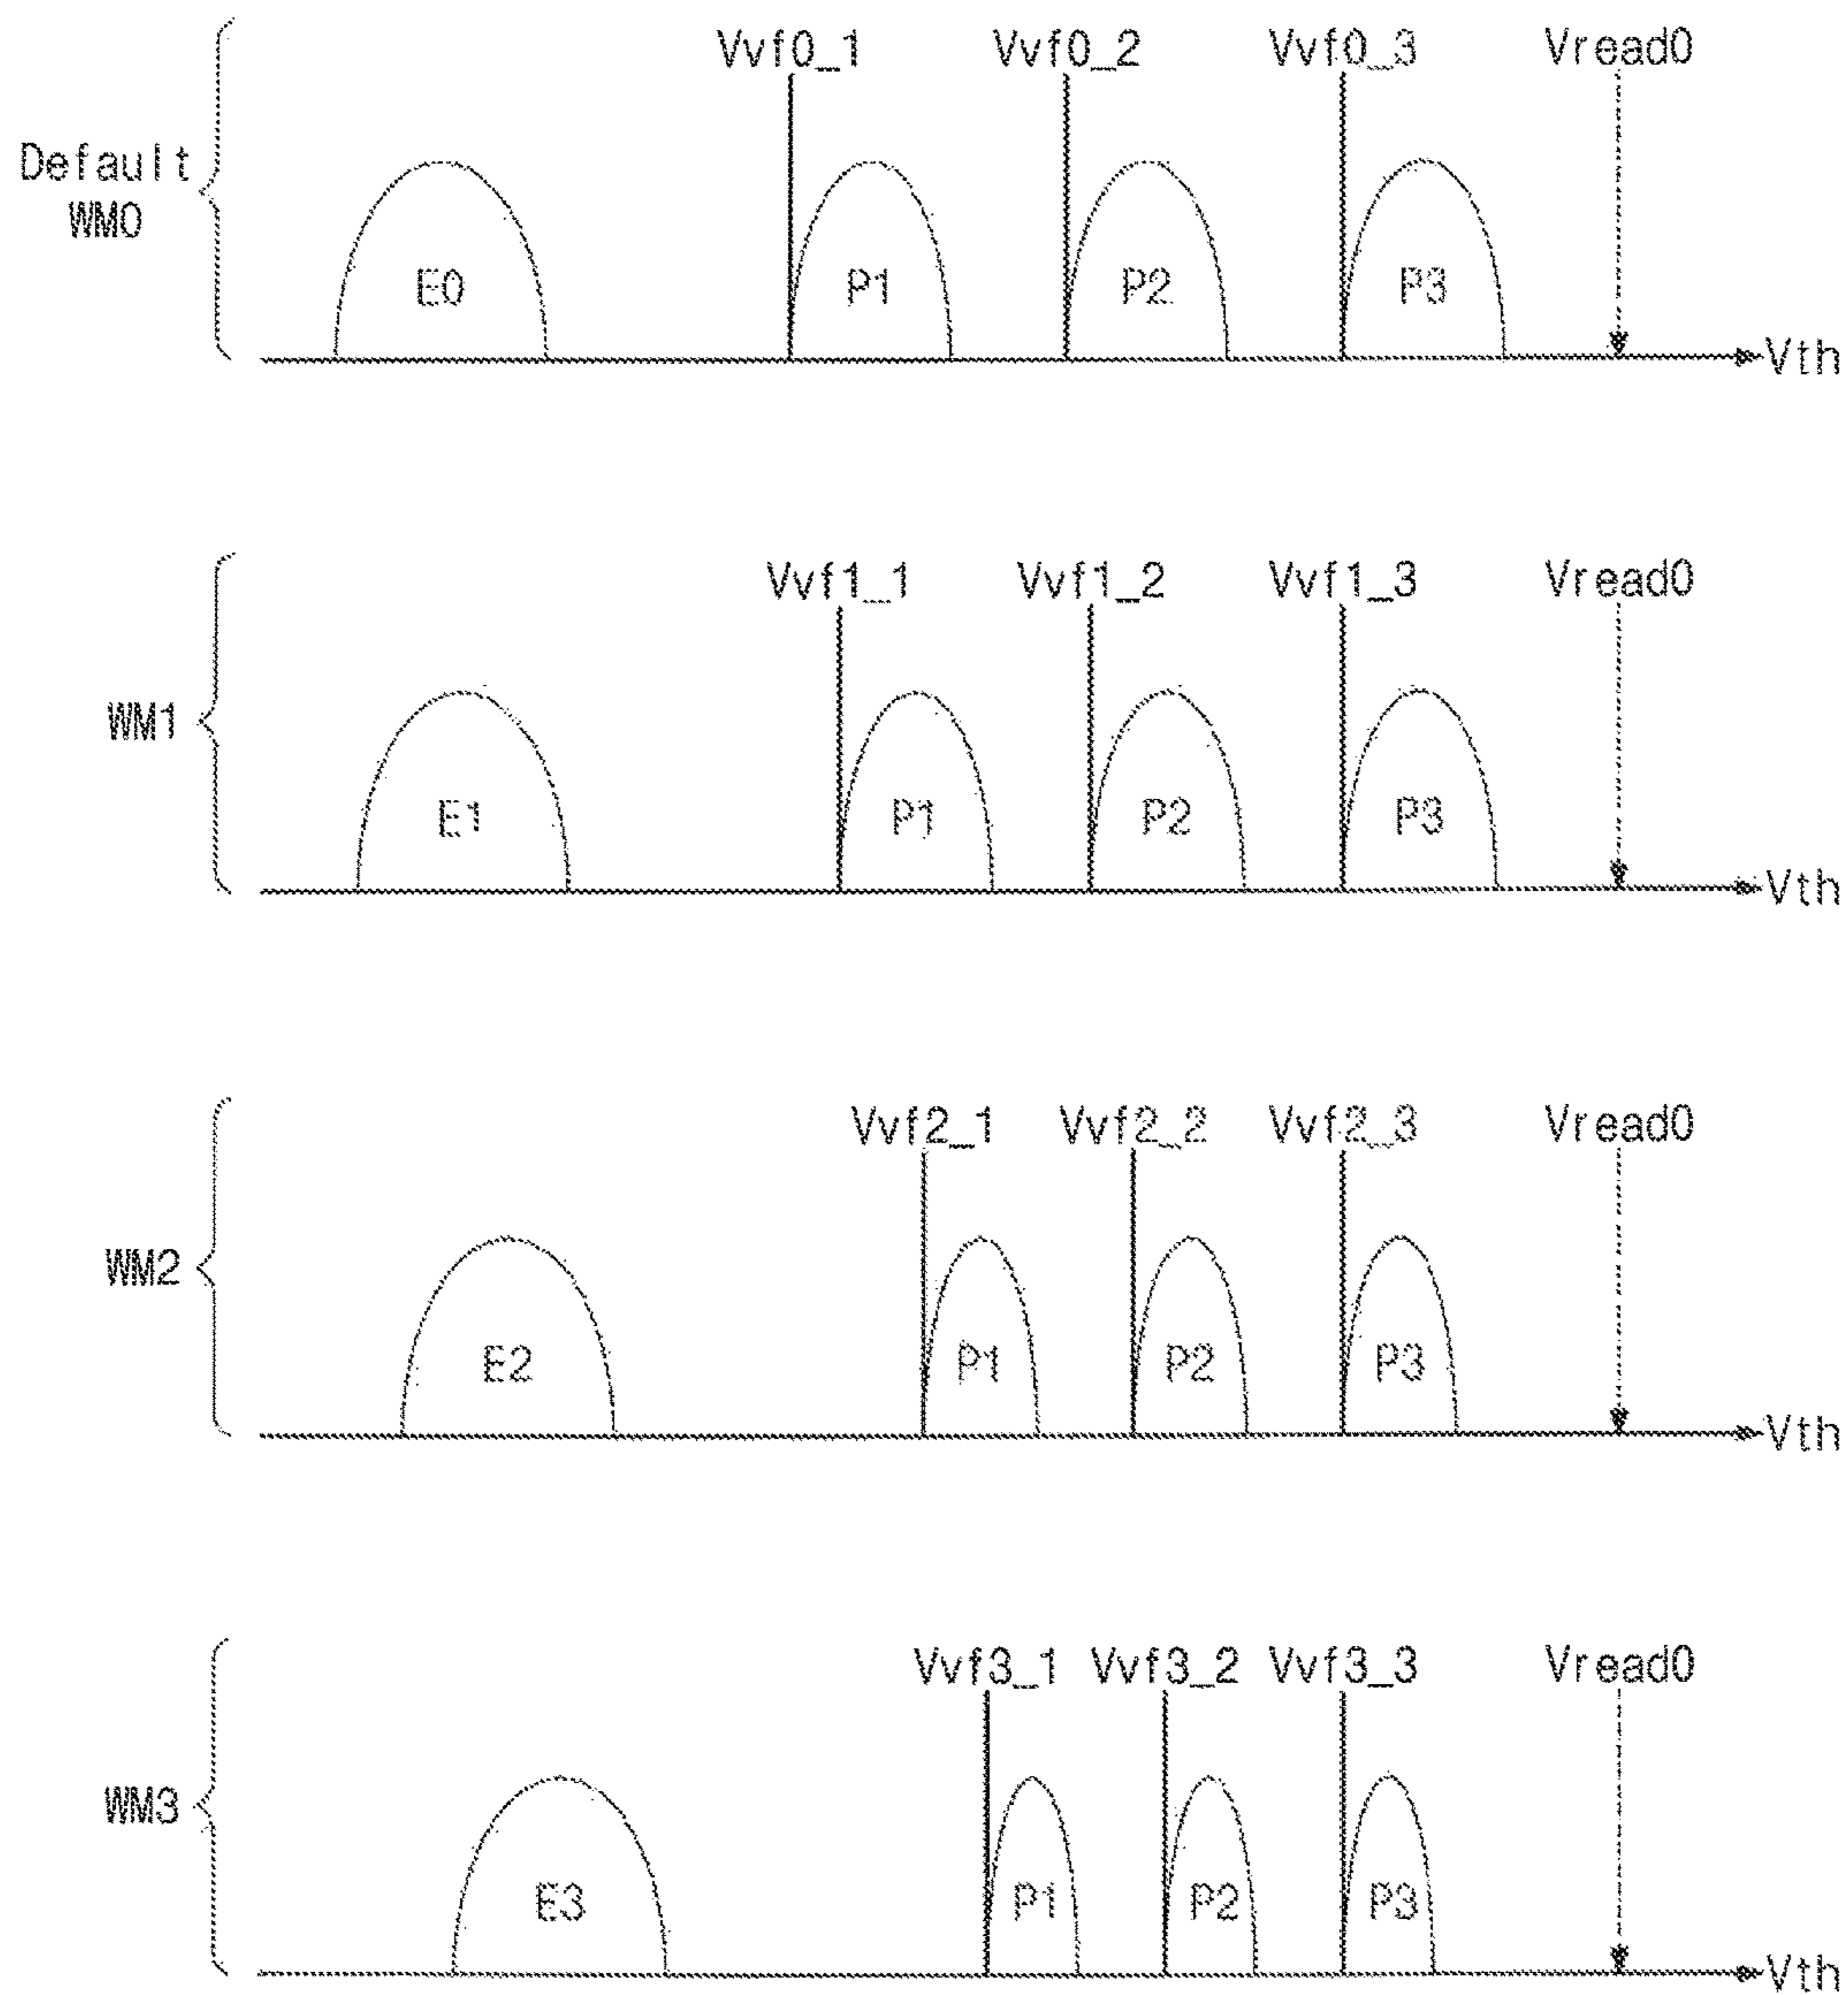 Vvf0_1 Vvf0_2 Vvf0_3 Vread0
Default
WM0
E0 P1 P2 P3
Vth
Vvf1_1 Vvf1_2 Vvf1_3 Vread0
WM1
E1 P1 P2 P3
Vth
Vvf2_1 Vvf2_2 Vvf2_3 Vread0
WM2
E2 P1 P2 P3
Vth
Vvf3_1 Vvf3_2 Vvf3_3 Vread0
WM3
E3 P1 P2 P3
Vth